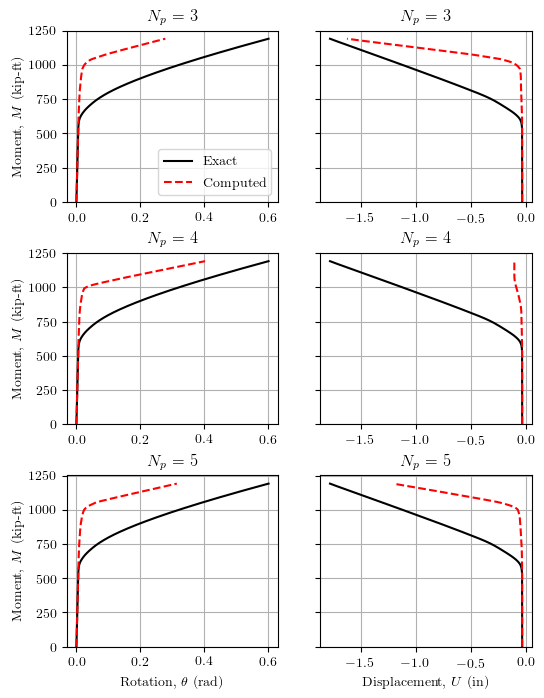 N_p = 3
N_p = 3
1250
1000
750
500
250
0
Moment, M (kip-ft)
Exact
Computed
0.0 0.2 0.4 0.6
−1.5 −1.0 −0.5 0.0
N_p = 4
N_p = 4
1250
1000
750
500
250
0
Moment, M (kip-ft)
0.0 0.2 0.4 0.6
−1.5 −1.0 −0.5 0.0
N_p = 5
N_p = 5
1250
1000
750
500
250
0
Moment, M (kip-ft)
0.0 0.2 0.4 0.6
−1.5 −1.0 −0.5 0.0
Rotation, θ (rad)
Displacement, U (in)